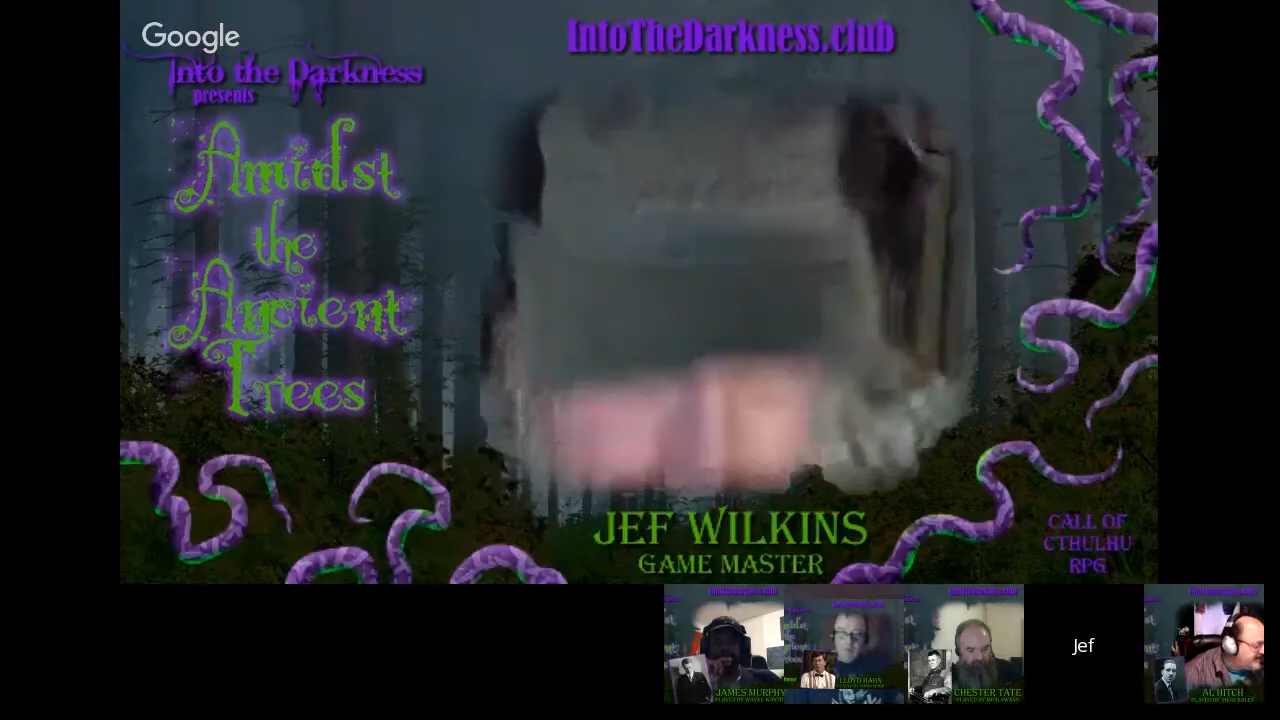 Google
IntoTheDarkness.club
Into the Darkness
presents
Amidst
the
Ancient
Trees
JEF WILKINS
GAME MASTER
CALL OF
CTHULHU
RPG
JAMES MURPHY
LLOYD HAHN
CHESTER TATE
Jef
AL HITCH